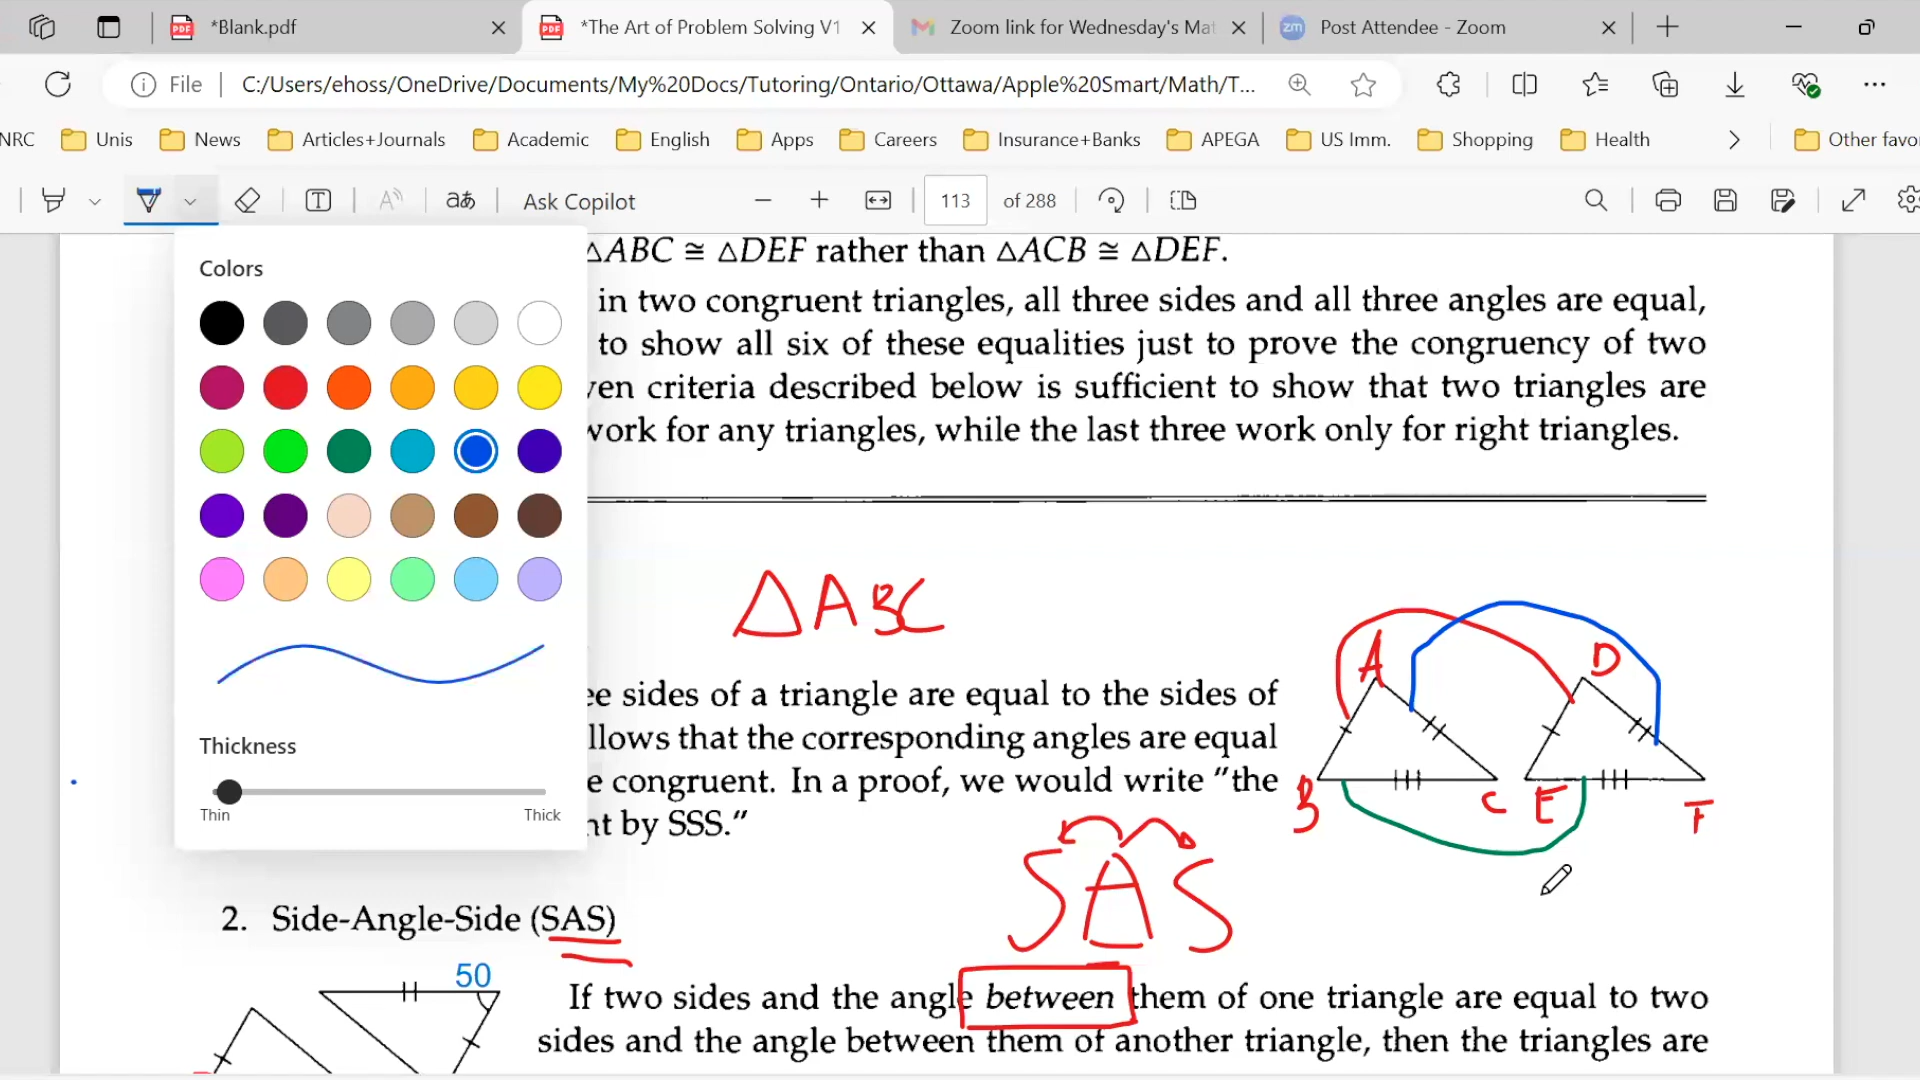 *Blank.pdf
*The Art of Problem Solving V1
Zoom link for Wednesday's Mat
zm Post Attendee - Zoom
File C:/Users/ehoss/OneDrive/Documents/My%20Docs/Tutoring/Ontario/Ottawa/Apple%20Smart/Math/T...
NRC Unis News Articles+Journals Academic English Apps Careers Insurance+Banks APEGA US Imm. Shopping Health Other favo
Ask Copilot 113 of 288
△ABC ≅ △DEF rather than △ACB ≅ △DEF.
in two congruent triangles, all three sides and all three angles are equal,
to show all six of these equalities just to prove the congruency of two
ven criteria described below is sufficient to show that two triangles are
work for any triangles, while the last three work only for right triangles.
Colors
Thickness
Thin Thick
△ABC
A D
B C E F
ee sides of a triangle are equal to the sides of
llows that the corresponding angles are equal
e congruent. In a proof, we would write "the
nt by SSS."
SAS
2. Side-Angle-Side (SAS)
50
If two sides and the angle between them of one triangle are equal to two
sides and the angle between them of another triangle, then the triangles are